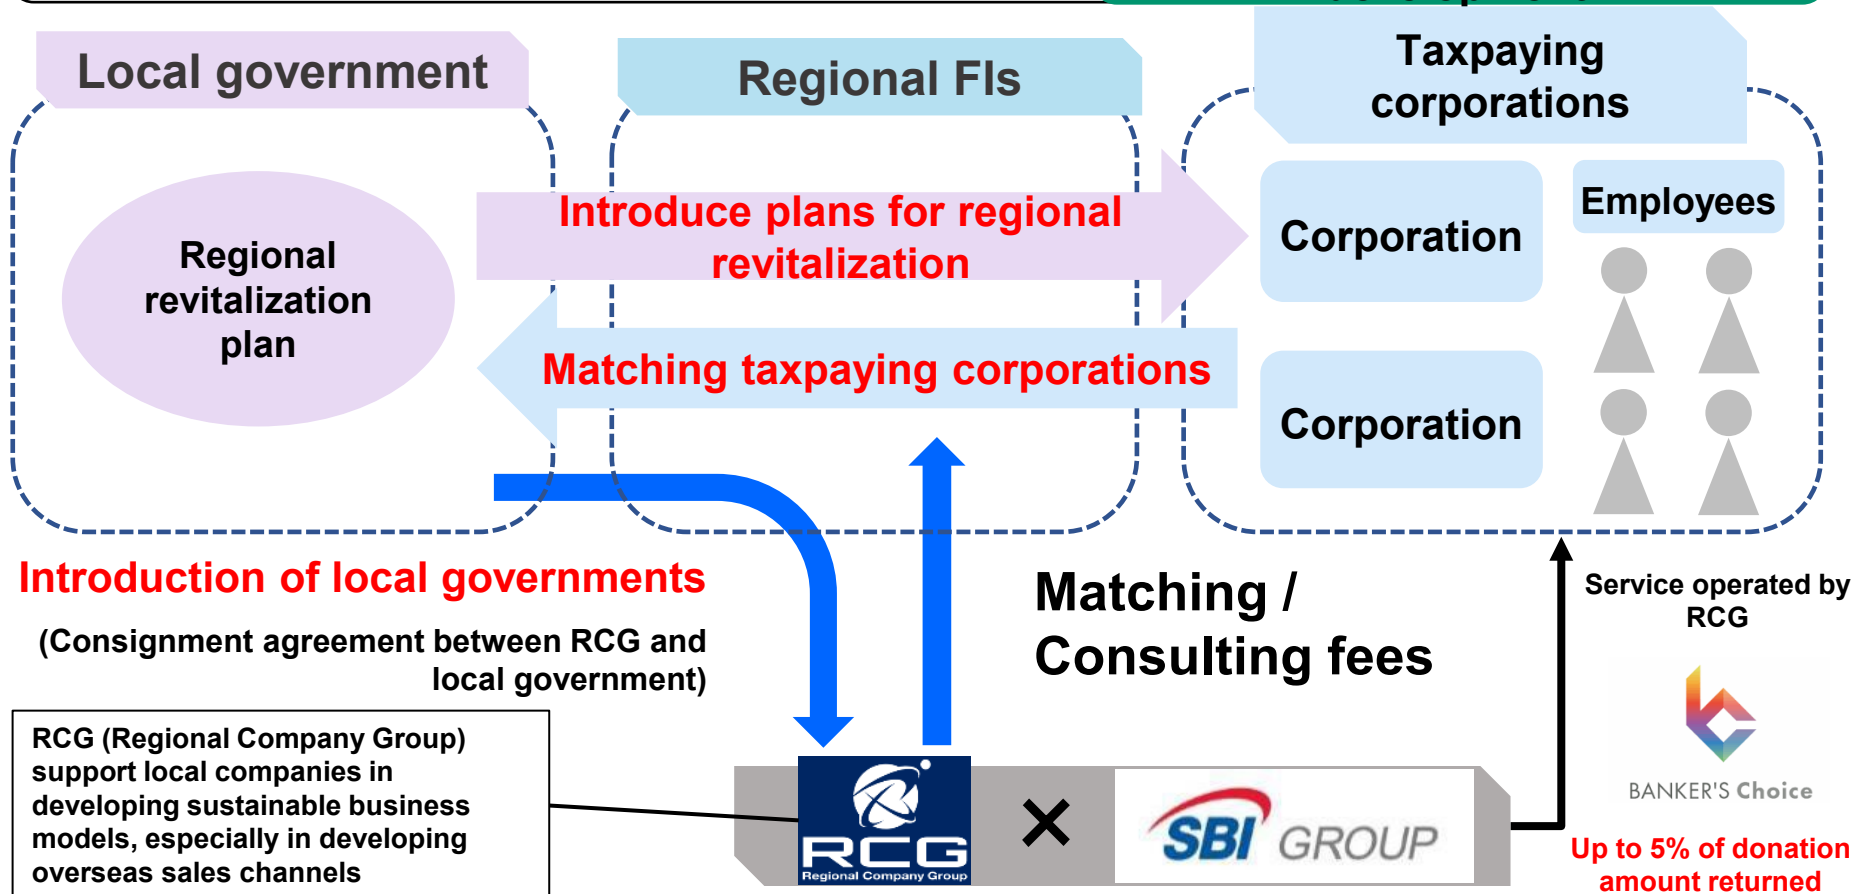 Local government
Regional FIs
Taxpaying
corporations
Regional
revitalization
plan
Introduce plans for regional
revitalization
Matching taxpaying corporations
Corporation
Corporation
Employees
Introduction of local governments
(Consignment agreement between RCG and
local government)
Matching /
Consulting fees
Service operated by
RCG
BANKER'S Choice
Up to 5% of donation
amount returned
RCG (Regional Company Group)
support local companies in
developing sustainable business
models, especially in developing
overseas sales channels
RCG
Regional Company Group
×
SBI GROUP